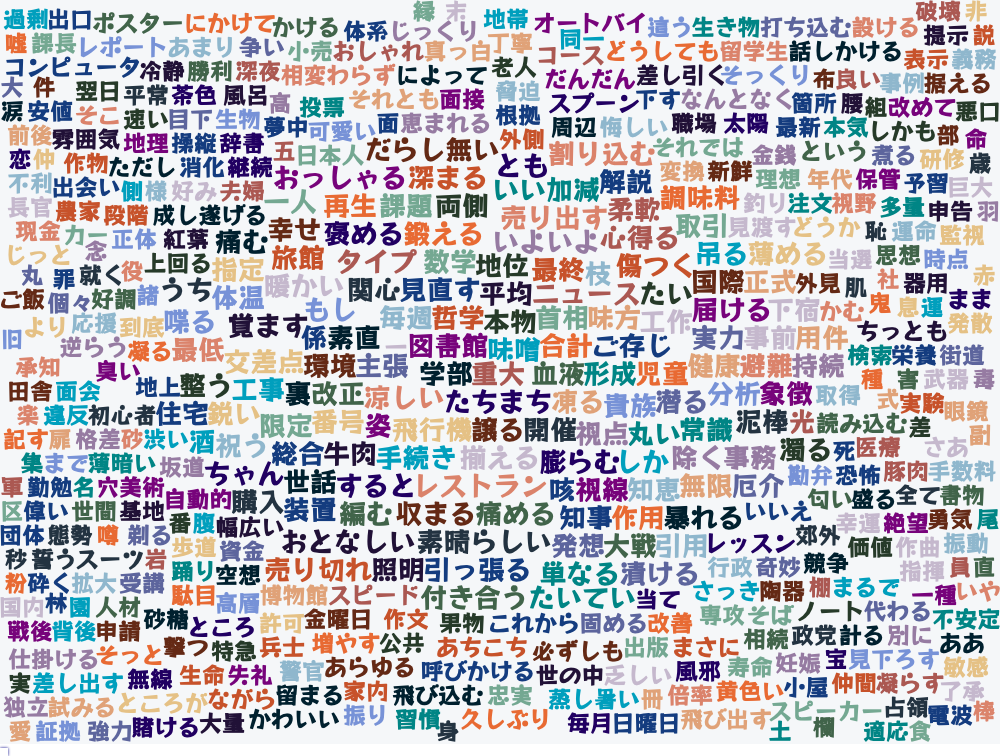 縁 末 破壊 非
過剰 出口 ポスター にかけて かける 体系 じっくり 地帯 オートバイ 違う 生き物 打ち込む 設ける
嘘 課長 レポート あまり 争い 小売 おしゃれ 真っ白 丁寧 同一 コース どうしても 留学生 話しかける 提示 説
コンピュータ 冷静 勝利 深夜 相変わらず によって 老人 だんだん 差し引く そっくり 布 良い 事例 表示 義務 据える
大 件 翌日 平常 茶色 風呂 高 投票 それとも 面接 脅迫 スプーン 下す なんとなく 箇所 腰 組 改めて 悪口
涙 安値 そこ 速い 目下 生物 夢中 可愛い 面 恵まれる 根拠 周辺 悔しい 職場 太陽 最新 本気 しかも 部 命
前後 雰囲気 地理 操縦 辞書 五 日本人 だらし無い 外側 割り込む それでは 金銭 という 煮る 研修 歳
恋 仲 作物 ただし 消化 継続 おっしゃる 深まる とも 解説 変換 新鮮 理想 年代 保管 予習 巨大
不利 出会い 側 様 好み 夫婦 一人 再生 課題 両側 いい加減 調味料 釣り 注文 視野 多量 申告 羽
長官 農家 段階 成し遂げる 売り出す 柔軟 取引 見渡す どうか 恥 運命 監視
現金 カー 正体 紅葉 痛む 幸せ 褒める 鍛える いよいよ 心得る 吊る 薄める 当選 思想 時点
じっと 念 役 上回る 指定 旅館 タイプ 数学 地位 最終 枝 傷つく 国際 正式 外見 肌 社 器用 赤
丸 罪 就く うち 体温 暖かい 関心 見直す 平均 ニュース たい 届ける 下宿 かむ 鬼 息 運 まま
ご飯 個々 好調 諸 もし 毎週 哲学 本物 首相 味方 工作 実力 事前 用件 ちっとも 発散
旧 より 応援 到底 喋る 覚ます 係 素直 一 図書館 味噌 合計 ご存じ 検索 栄養 街道
逆らう 凝る 最低 交差点 環境 主張 学部 重大 血液 形成 児童 健康 避難 持続 種 害 武器 毒
承知 臭い 地上 整う 工事 裏 改正 涼しい たちまち 凍る 貴族 潜る 分析 象徴 取得 式 実験 眼鏡
田舎 面会 楽 違反 初心者 住宅 鋭い 限定 番号 姿 飛行機 譲る 開催 視点 丸い 常識 泥棒 光 読み込む 差 副
記す 扉 格差 砂 渋い 酒 祝う 総合 牛肉 手続き 揃える 膨らむ しか 除く 事務 濁る 死 医療 さあ
集 まで 薄暗い 坂道 ちゃん 世話 すると レストラン 咳 視線 知恵 無限 厄介 勘弁 恐怖 豚肉 手数料
軍 勤勉 名 穴 美術 自動的 購入 装置 編む 収まる 痛める 知事 作用 暴れる いいえ 匂い 盛る 全て 書物
区 偉い 世間 基地 番 腹 幅広い おとなしい 素晴らしい 発想 大戦 引用 レッスン 郊外 幸運 絶望 勇気 尾
団体 態勢 噂 剃る 歩道 資金 価値 作曲 振動
秒 誓う スーツ 岩 踊り 空想 売り切れ 照明 引っ張る 単なる 漬ける 行政 奇妙 競争 指揮 員 直
粉 砕く 拡大 受講 駄目 高層 博物館 スピード 付き合う たいてい 当て さっき 陶器 棚 まるで 一種 いや
国内 林 園 人材 砂糖 ところ 許可 金曜日 作文 果物 これから 固める 改善 専攻 そば ノート 代わる 不安定
戦後 背後 申請 撃つ 特急 兵士 増やす 公共 あちこち 必ずしも 出版 まさに 相続 政党 計る 別に ああ
仕掛ける そっと 警官 あらゆる 呼びかける 世の中 乏しい 風邪 寿命 妊娠 宝 見下ろす 敏感
実 差し出す 無線 生命 失礼 家内 飛び込む 忠実 蒸し暑い 冊 倍率 黄色い 小屋 仲間 凝らす 了承
独立 試みる ところが ながら 留まる かわいい 振り 習慣 久しぶり 毎月 日曜日 飛び出す スピーカー 占領 電波 棒
愛 証拠 強力 賭ける 大量 身 土 欄 適応 食